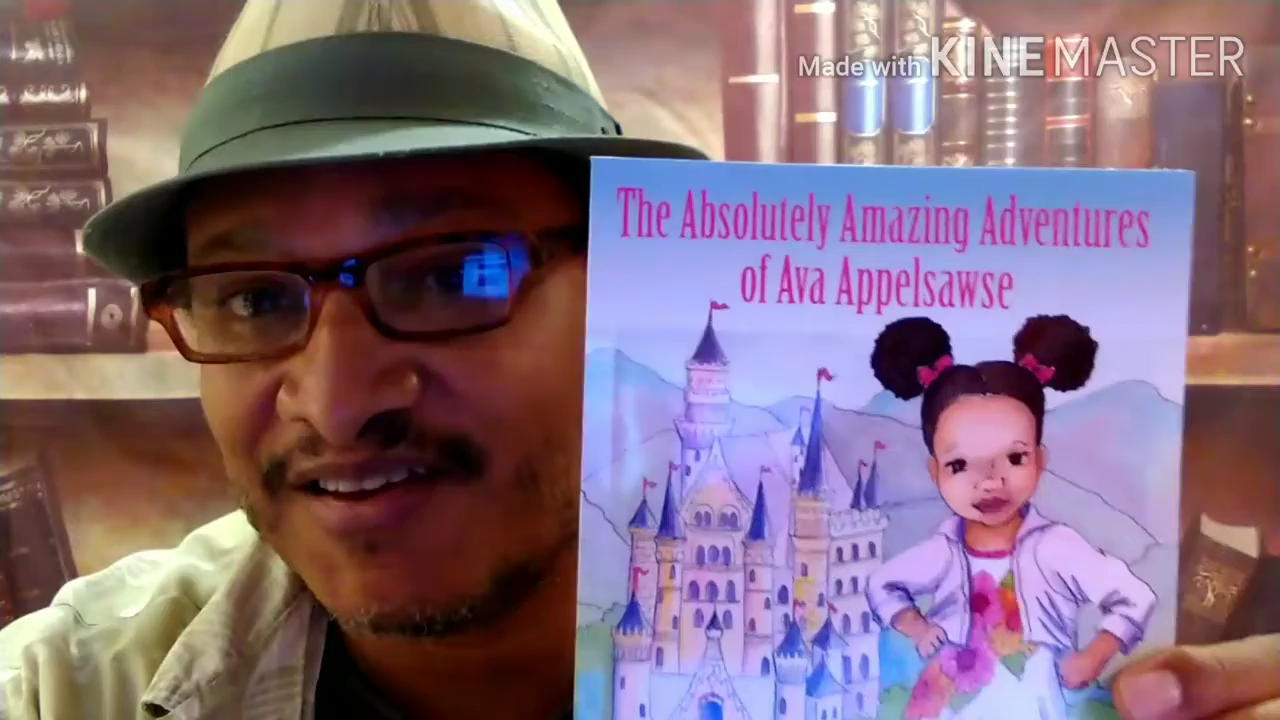 Made with KINEMASTER
The Absolutely Amazing Adventures
of Ava Appelsawse